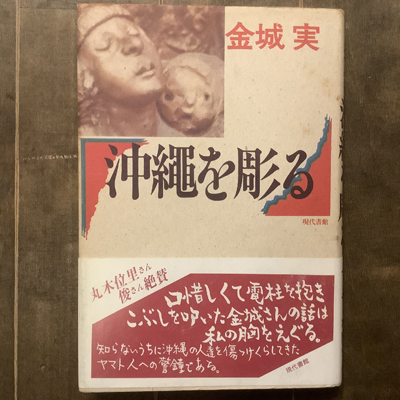 金城 実
沖縄を彫る
現代書館
丸木位里さん
俊さん絶賛
口惜しくて電柱を抱き
こぶしを叩いた金城さんの話は
私の胸をえぐる。
知らないうちに沖縄の人達を傷つけくらしてきた
ヤマト人への警鐘である。
現代書館